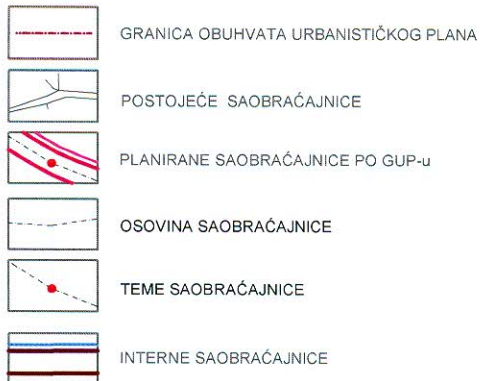 GRANICA OBUHVATA URBANISTIČKOG PLANA
POSTOJEĆE SAOBRAĆAJNICE
PLANIRANE SAOBRAĆAJNICE PO GUP-u
OSOVINA SAOBRAĆAJNICE
TEME SAOBRAĆAJNICE
INTERNE SAOBRAĆAJNICE